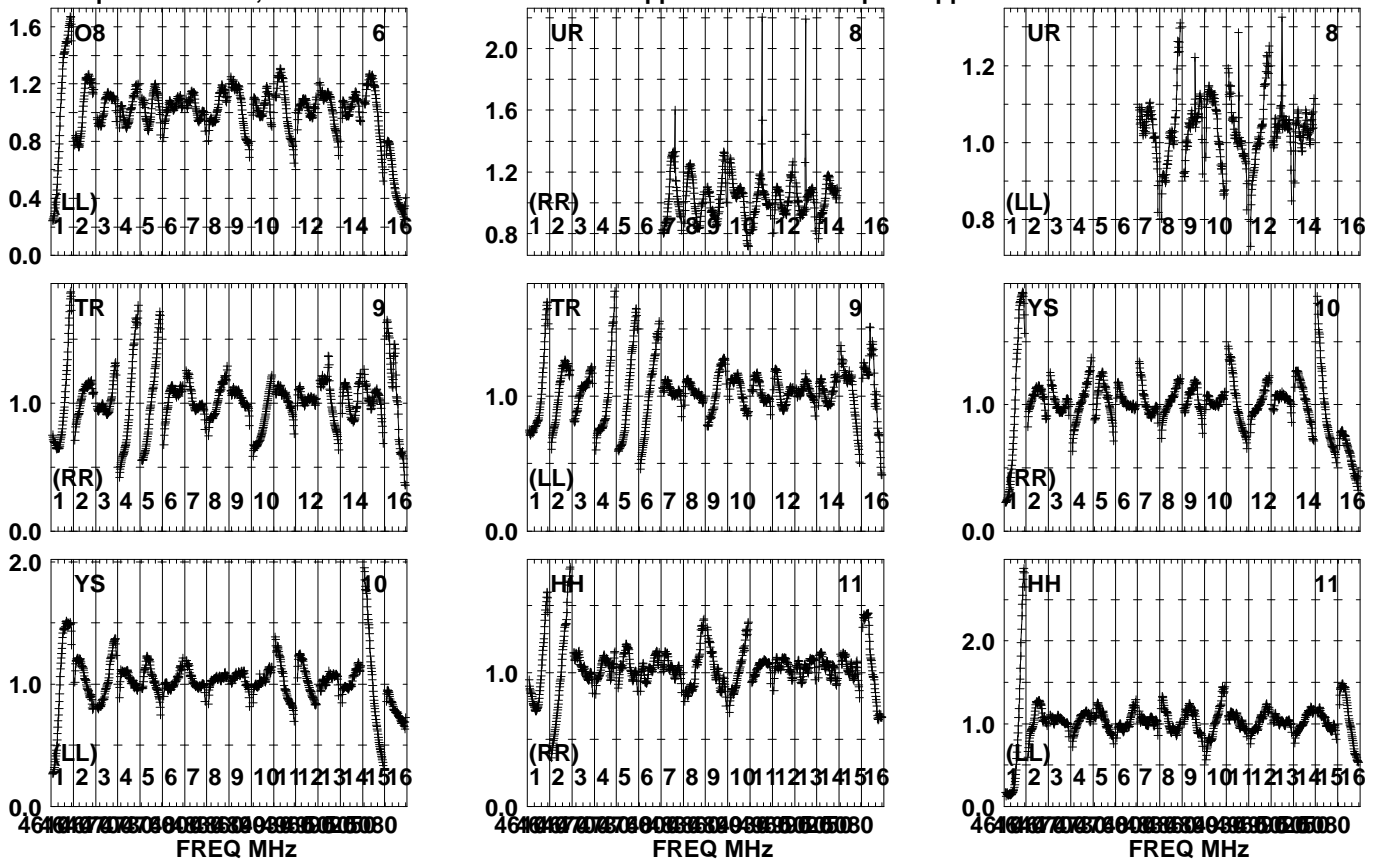 1.6 O8 6
1.2
0.8
0.4 (LL)
1 2 3 4 5 6 7 8 9 10 12 14 16
0.0
2.0 UR 8
1.6
1.2
(RR)
0.8 1 2 3 4 5 6 7 8 9 10 12 14 16
UR 8
1.2
1.0
(LL)
0.8 1 2 3 4 5 6 7 8 9 10 12 14 16
TR 9
1.0
(RR)
1 2 3 4 5 6 7 8 9 10 12 14 16
0.0
TR 9
1.0
(LL)
1 2 3 4 5 6 7 8 9 10 12 14 16
0.0
YS 10
1.0
(RR)
1 2 3 4 5 6 7 8 9 10 12 14 16
0.0
2.0 YS 10
1.0
(LL)
1 2 3 4 5 6 7 8 9 10 11 12 13 14 15 16
0.0
FREQ MHz
HH 11
1.0
(RR)
1 2 3 4 5 6 7 8 9 10 11 12 13 14 15 16
0.0
FREQ MHz
HH 11
2.0
1.0
(LL)
1 2 3 4 5 6 7 8 9 10 11 12 13 14 15 16
0.0
FREQ MHz